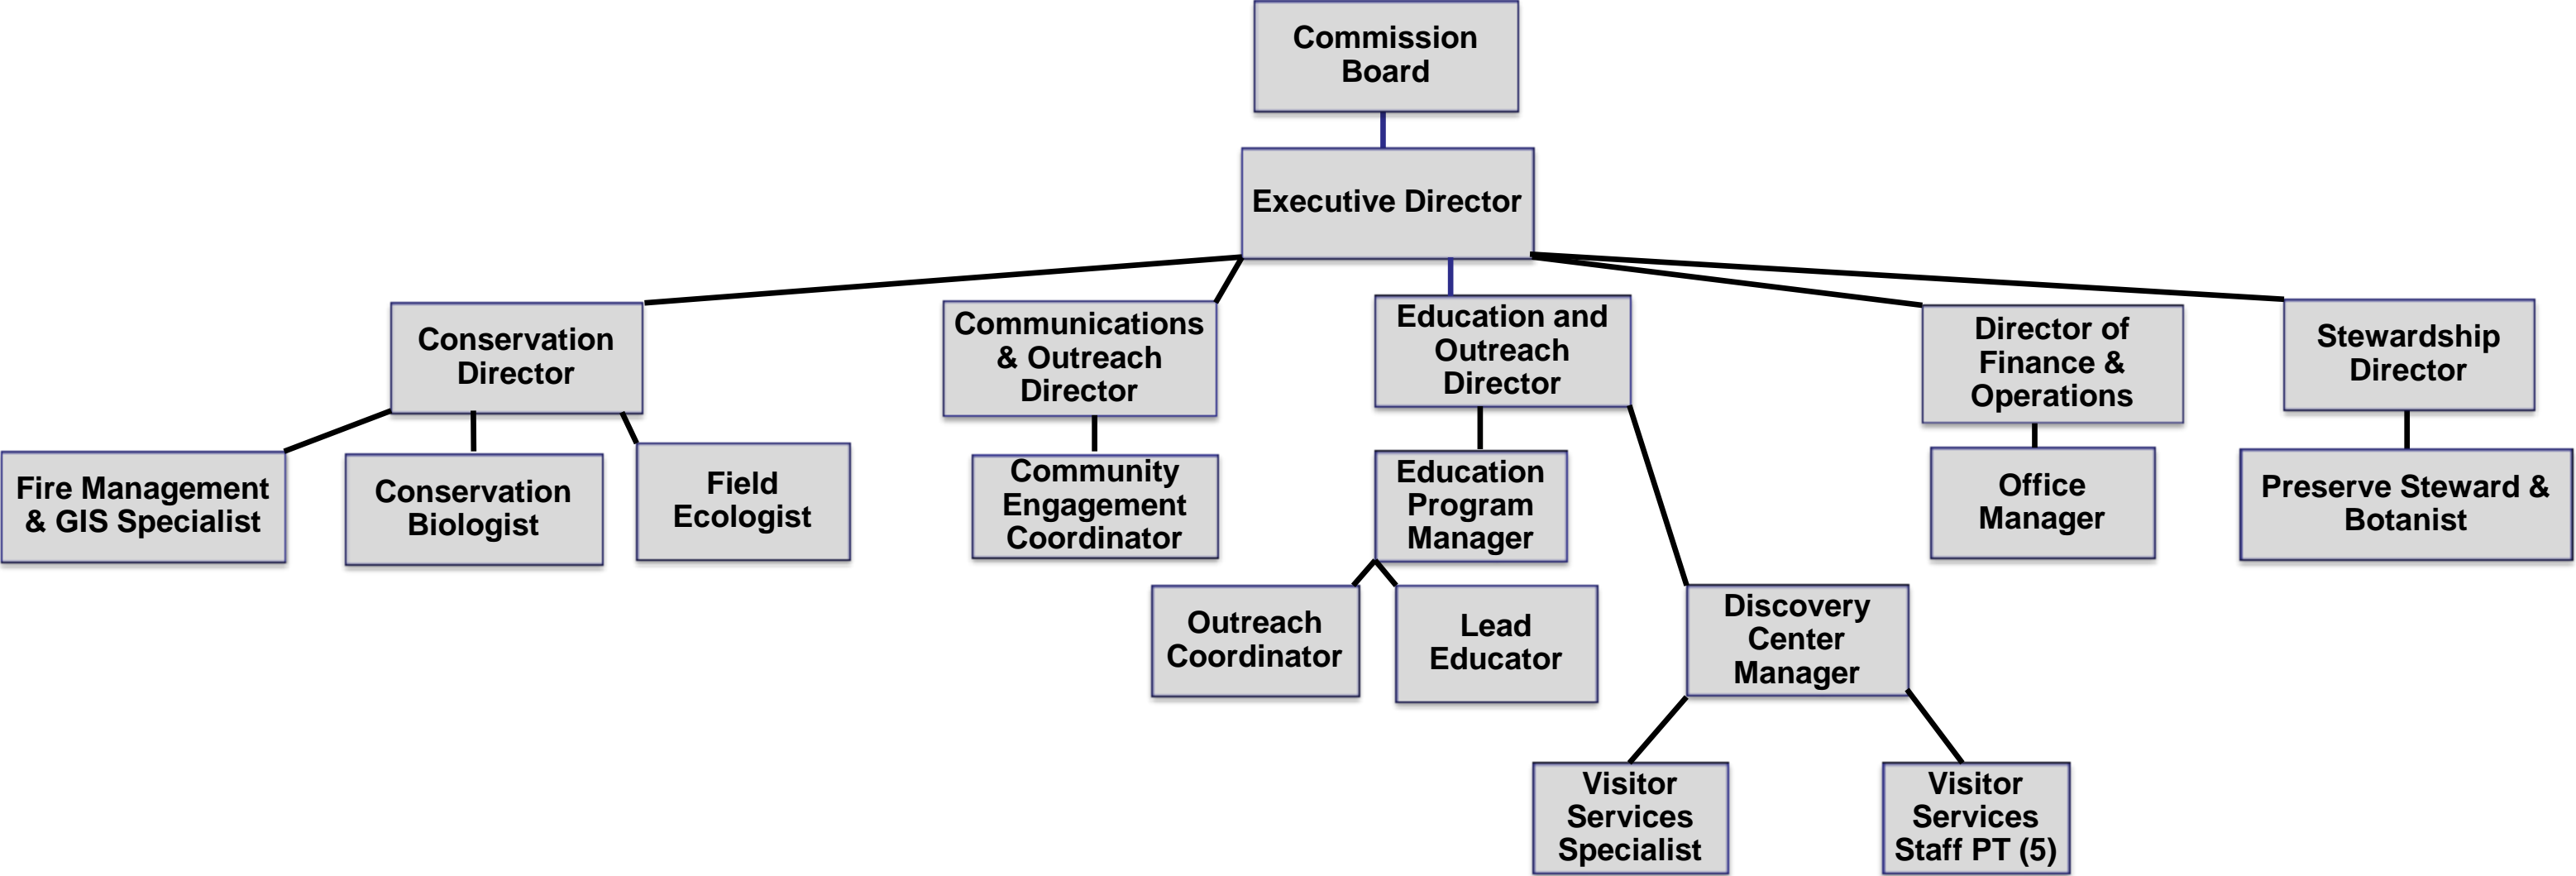 Commission
Board
Executive Director
Conservation
Director
Communications
& Outreach
Director
Education and
Outreach
Director
Director of
Finance &
Operations
Stewardship
Director
Fire Management
& GIS Specialist
Conservation
Biologist
Field
Ecologist
Community
Engagement
Coordinator
Education
Program
Manager
Office
Manager
Preserve Steward &
Botanist
Outreach
Coordinator
Lead
Educator
Discovery
Center
Manager
Visitor
Services
Specialist
Visitor
Services
Staff PT (5)